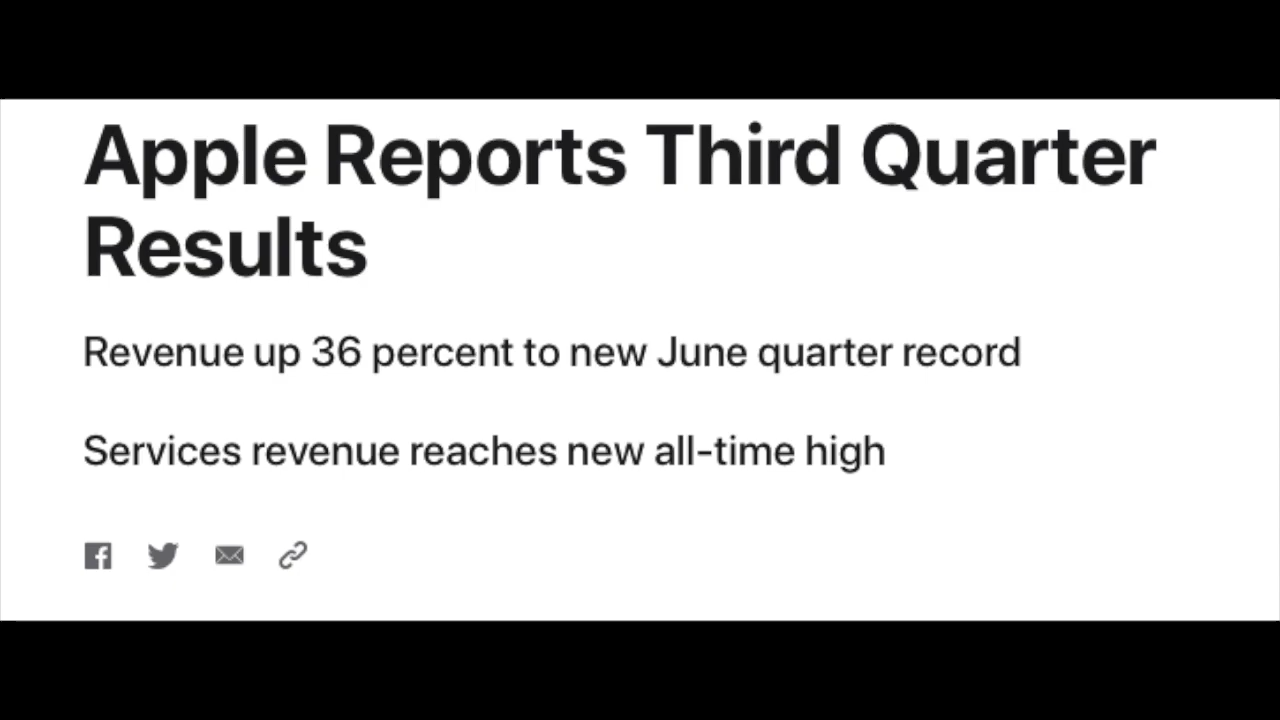 Apple Reports Third Quarter
Results
Revenue up 36 percent to new June quarter record
Services revenue reaches new all-time high